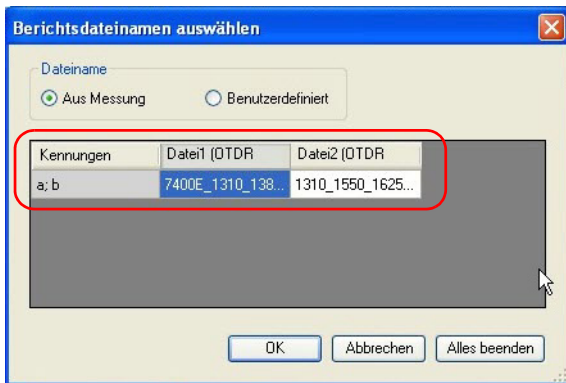 Berichtsdateinamen auswählen
Dateiname
Aus Messung Benutzerdefiniert
Kennungen Datei1 (OTDR Datei2 (OTDR
a; b 7400E_1310_138... 1310_1550_1625...
OK Abbrechen Alles beenden